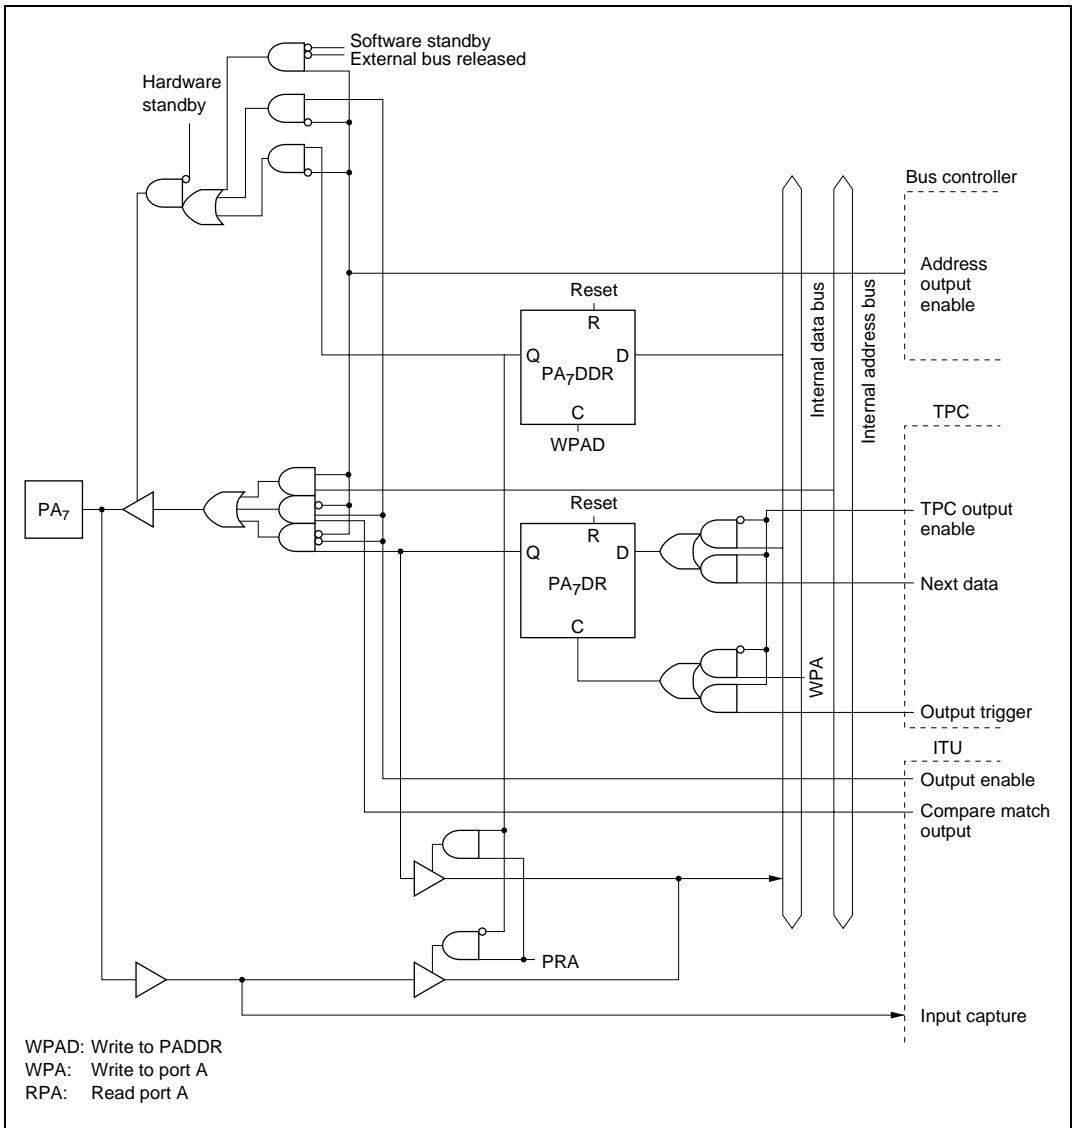 Software standby
External bus released
Hardware
standby
Bus controller
Address
output
enable
Internal data bus
Internal address bus
Reset
R
Q
D
PA7DDR
C
WPAD
TPC
PA7
Reset
R
Q
D
PA7DR
C
TPC output
enable
Next data
WPA
Output trigger
ITU
Output enable
Compare match
output
PRA
Input capture
WPAD: Write to PADDR
WPA: Write to port A
RPA: Read port A